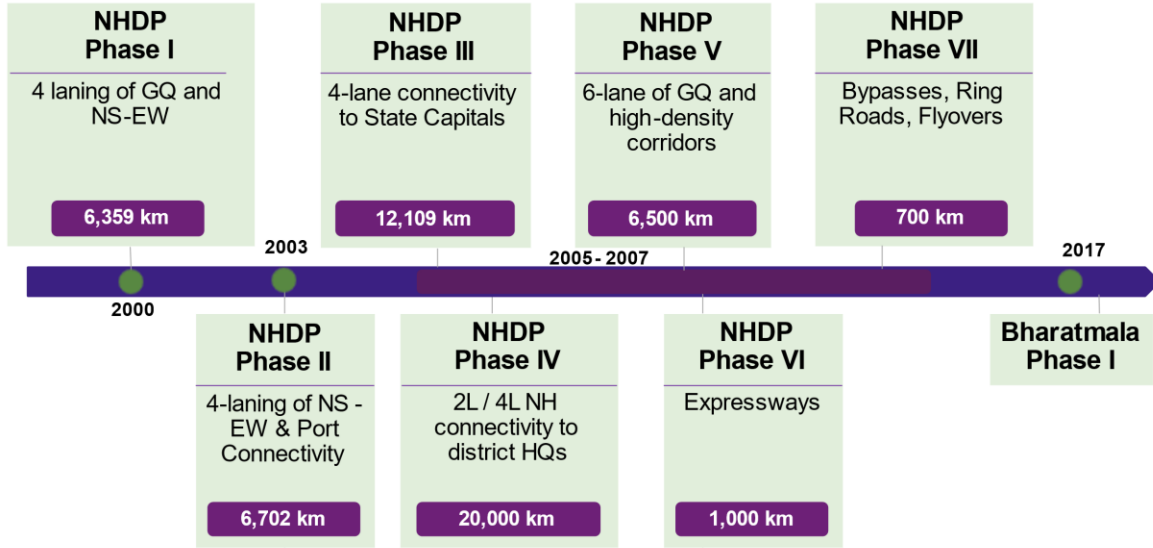 NHDP
Phase I
4 laning of GQ and
NS-EW
6,359 km
NHDP
Phase III
4-lane connectivity
to State Capitals
12,109 km
NHDP
Phase V
6-lane of GQ and
high-density
corridors
6,500 km
NHDP
Phase VII
Bypasses, Ring
Roads, Flyovers
700 km
2000
2003
2005 - 2007
2017
NHDP
Phase II
4-laning of NS -
EW & Port
Connectivity
6,702 km
NHDP
Phase IV
2L / 4L NH
connectivity to
district HQs
20,000 km
NHDP
Phase VI
Expressways
1,000 km
Bharatmala
Phase I